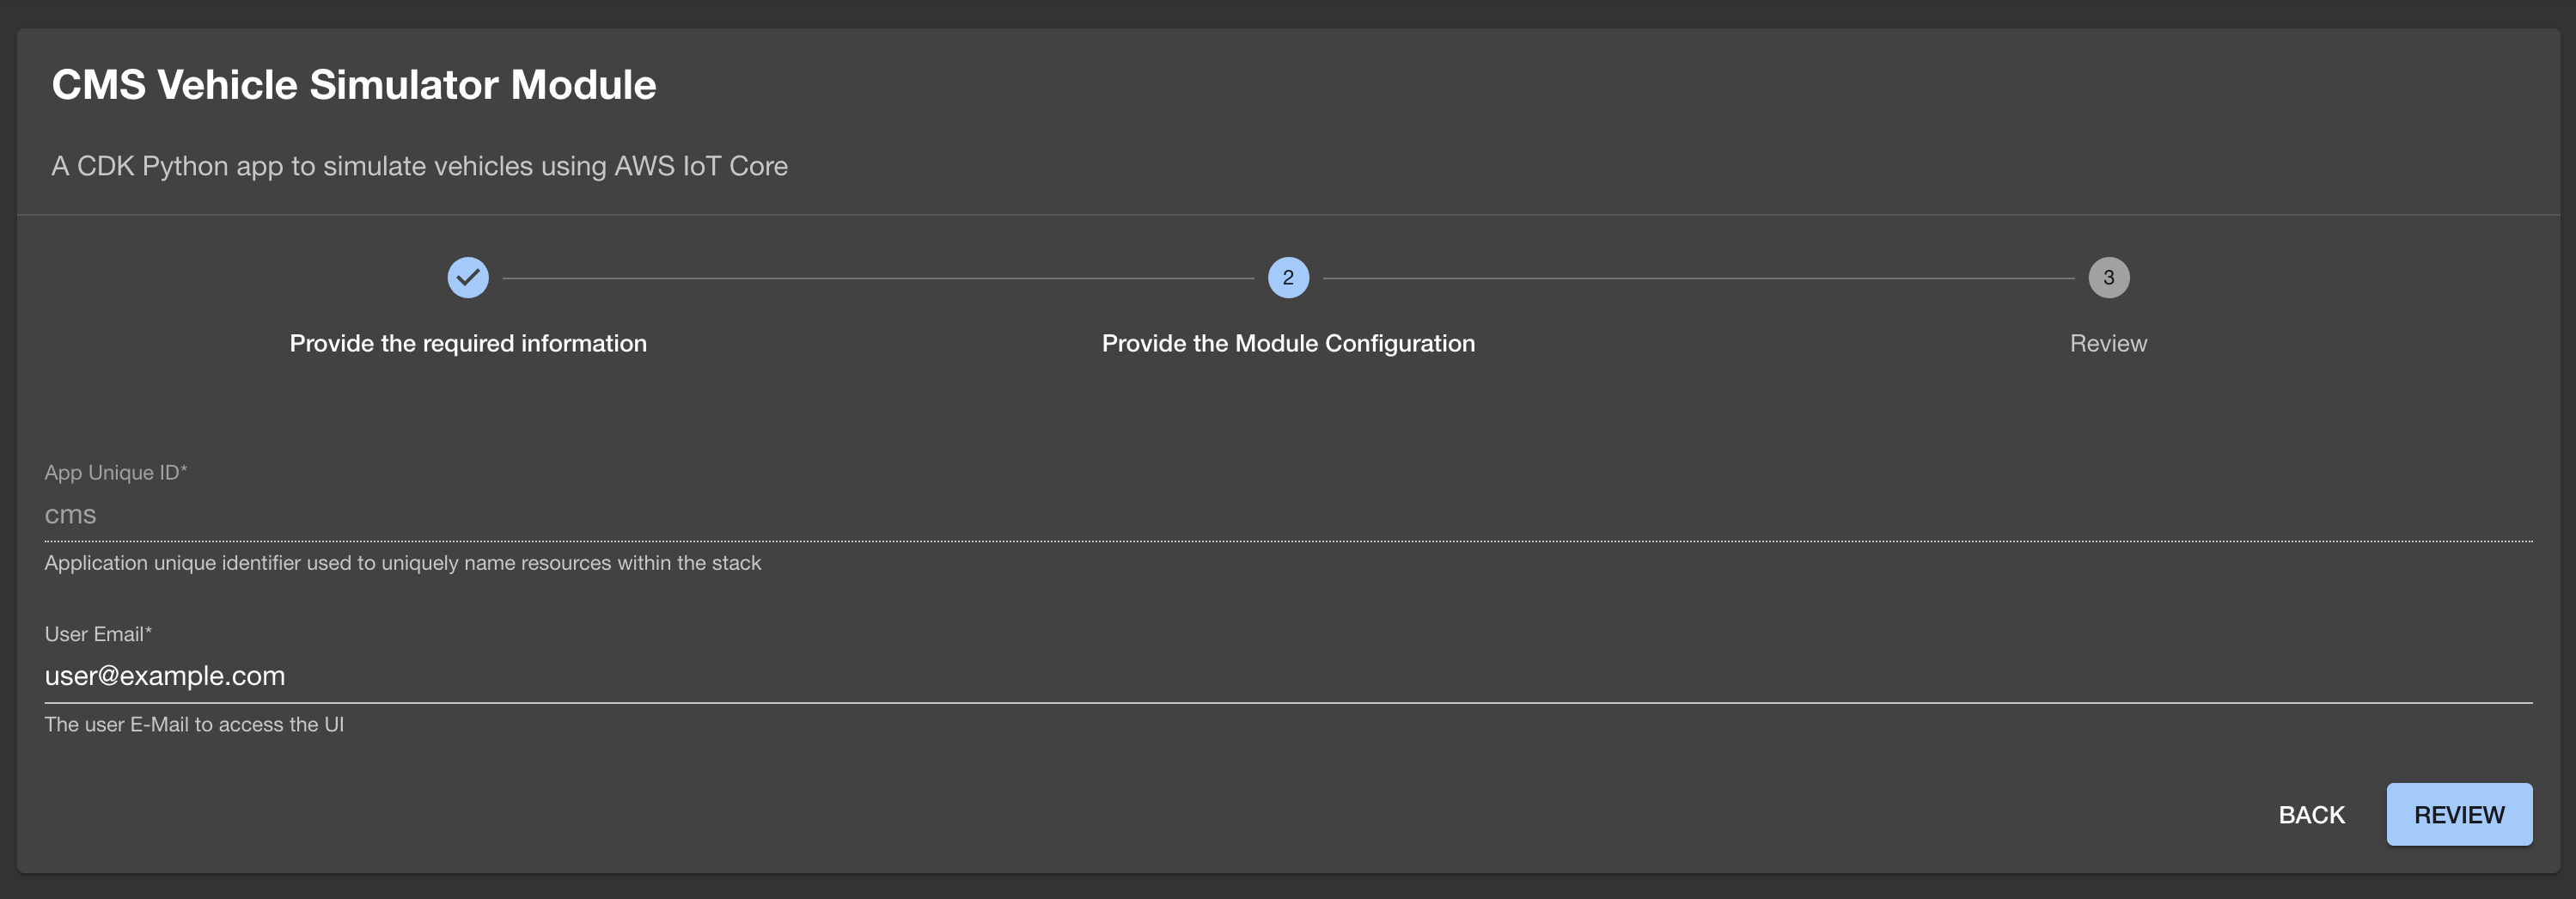 CMS Vehicle Simulator Module
A CDK Python app to simulate vehicles using AWS IoT Core
2
3
Provide the required information
Provide the Module Configuration
Review
App Unique ID*
cms
Application unique identifier used to uniquely name resources within the stack
User Email*
user@example.com
The user E-Mail to access the UI
BACK
REVIEW